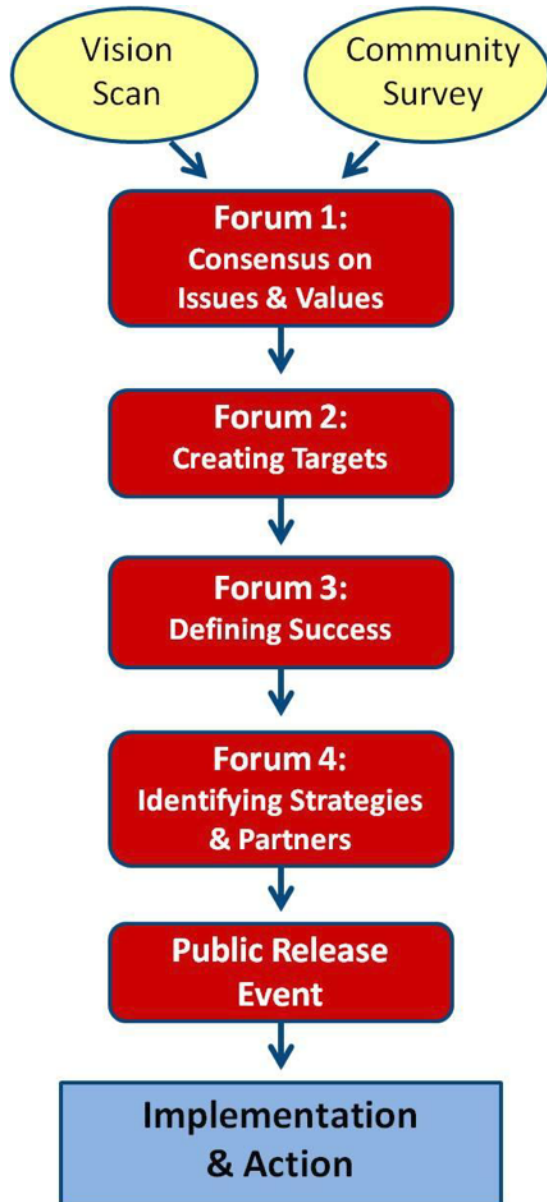 Vision
Scan
Community
Survey
Forum 1:
Consensus on
Issues & Values
Forum 2:
Creating Targets
Forum 3:
Defining Success
Forum 4:
Identifying Strategies
& Partners
Public Release
Event
Implementation
& Action